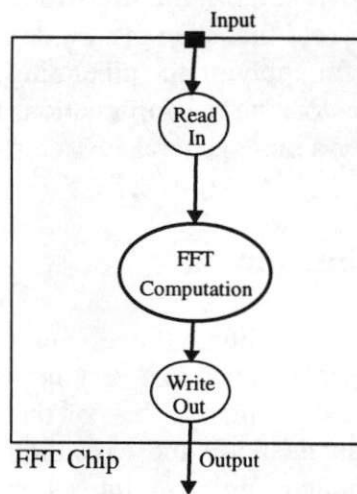 Input
Read
In
FFT
Computation
Write
Out
FFT Chip
Output